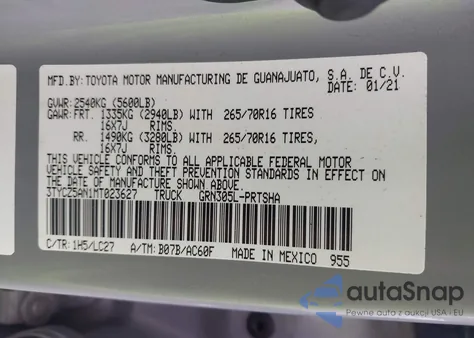 MFD.BY: TOYOTA MOTOR MANUFACTURING DE GUANAJUATO, S.A. DE C.V.
DATE: 01/21
GVWR: 2540KG (5600LB)
GAWR: FRT. 1335KG (2940LB) WITH 265/70R16 TIRES
16X7J RIMS.
RR. 1490KG (3280LB) WITH 265/70R16 TIRES,
16X7J RIMS.
THIS VEHICLE CONFORMS TO ALL APPLICABLE FEDERAL MOTOR
VEHICLE SAFETY AND THEFT PREVENTION STANDARDS IN EFFECT ON
THE DATE OF MANUFACTURE SHOWN ABOVE.
3TYCZ5AN1MT023627 TRUCK GRN305L-PRTSHA
C/TR: 1H5/LC27 A/TM: B07B/AC60F MADE IN MEXICO 955
autoSnap
Pewne auta z aukcji USA i EU